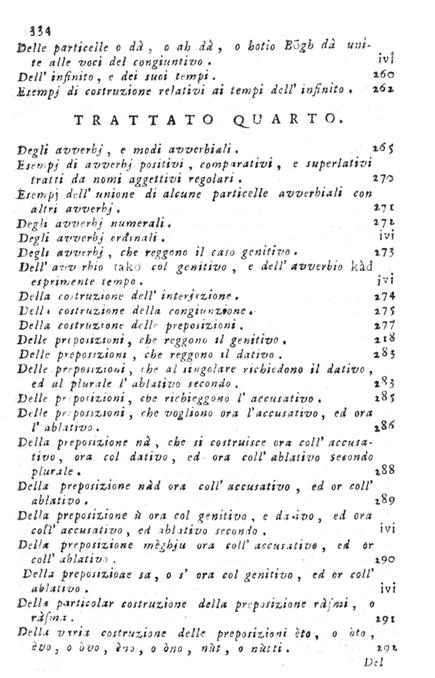 334
Delle particelle o dà, o ah dà, o hotio Bōgh dà uni-
te alle voci del congiuntivo. ivi
Dell' infinito, e dei suoi tempi. 260
Esempj di costruzione relativi ai tempi dell' infinito. 262
TRATTATO QUARTO.
Degli avverbj, e modi avverbiali. 265
Esempj di avverbj positivi, comparativi, e superlativi
tratti da nomi aggettivi regolari. 270
Esempj dell' unione di alcune particelle avverbiali con
altri avverbj. 271
Degli avverbj numerali. 272
Degli avverbj ordinali. ivi
Degli avverbj, che reggono il caso genitivo. 273
Dell' avverbio takò col genitivo, e dell' avverbio kàd
esprimente tempo. ivi
Della costruzione dell' interjezione. 274
Della costruzione della congiunzione. 275
Della costruzione delle preposizioni. 277
Delle preposizioni, che reggono il genitivo. 218
Delle preposizioni, che reggono il dativo. 283
Delle preposizioni, che al singolare richiedono il dativo,
ed al plurale l' ablativo secondo. 283
Delle preposizioni, che richieggono l' accusativo. 285
Delle preposizioni, che vogliono ora l'accusativo, ed ora
l' ablativo. 286
Della preposizione nà, che si costruisce ora coll' accusa-
tivo, ora col dativo, ed ora coll' ablativo secondo
plurale. 288
Della preposizione nàd ora coll' accusativo, ed or coll'
ablativo. 289
Della preposizione ù ora col genitivo, e dativo, ed ora
coll' accusativo, ed ablativo secondo. ivi
Della preposizione mèghju ora coll' accusativo, ed or
coll' ablativo. 290
Della preposizioae sa, o s' ora col genitivo, ed or coll'
ablativo. ivi
Della particolar costruzione della preposizione ràsmi, o
ràsma. 291
Della varia costruzione delle preposizioni èto, o òto,
èvo, o òvo, èno, o òno, nùt, o nùtti. 292
Del